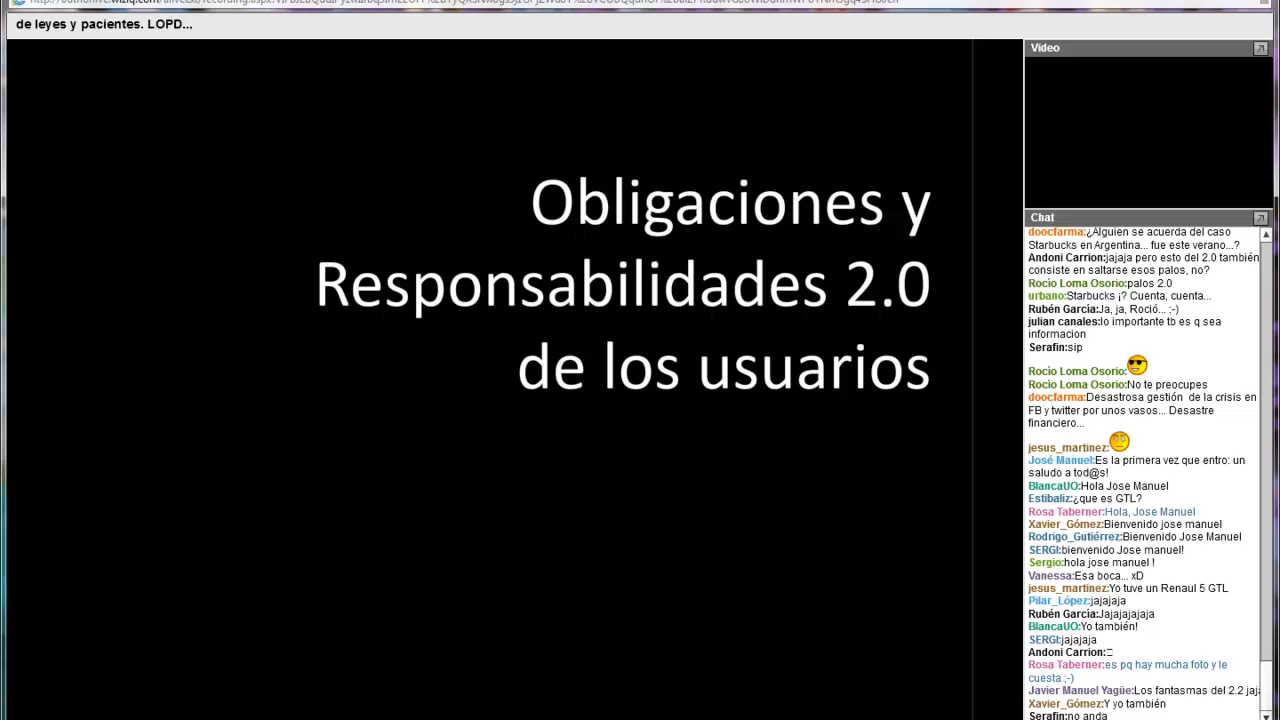 de leyes y pacientes. LOPD...
Obligaciones y
Responsabilidades 2.0
de los usuarios
Video
Chat
doocfarma:¿Alguien se acuerda del caso
Starbucks en Argentina... fue este verano...?
Andoni Carrion:jajaja pero esto del 2.0 también
consiste en saltarse esos palos, no?
Rocío Loma Osorio:palos 2.0
urbano:Starbucks ¡? Cuenta, cuenta...
Rubén García:Ja, ja, Roció... ;-)
julian canales:lo importante tb es q sea
informacion
Serafin:sip
Rocío Loma Osorio:
Rocío Loma Osorio:No te preocupes
doocfarma:Desastrosa gestión de la crisis en
FB y twitter por unos vasos... Desastre
financiero...
jesus_martinez:
José Manuel:Es la primera vez que entro: un
saludo a tod@s!
BlancaUO:Hola Jose Manuel
Estibaliz:¿que es GTL?
Rosa Taberner:Hola, Jose Manuel
Xavier_Gómez:Bienvenido jose manuel
Rodrigo_Gutiérrez:Bienvenido Jose Manuel
SERGI:bienvenido Jose manuel!
Sergio:hola jose manuel !
Vanessa:Esa boca... xD
jesus_martinez:Yo tuve un Renaul 5 GTL
Pilar_López:jajajaja
Rubén García:Jajajajajaja
BlancaUO:Yo también!
SERGI:jajajaja
Andoni Carrion:
Rosa Taberner:es pq hay mucha foto y le
cuesta ;-)
Javier Manuel Yagüe:Los fantasmas del 2.2 jaj
Xavier_Gómez:Y yo también
Serafin:no anda